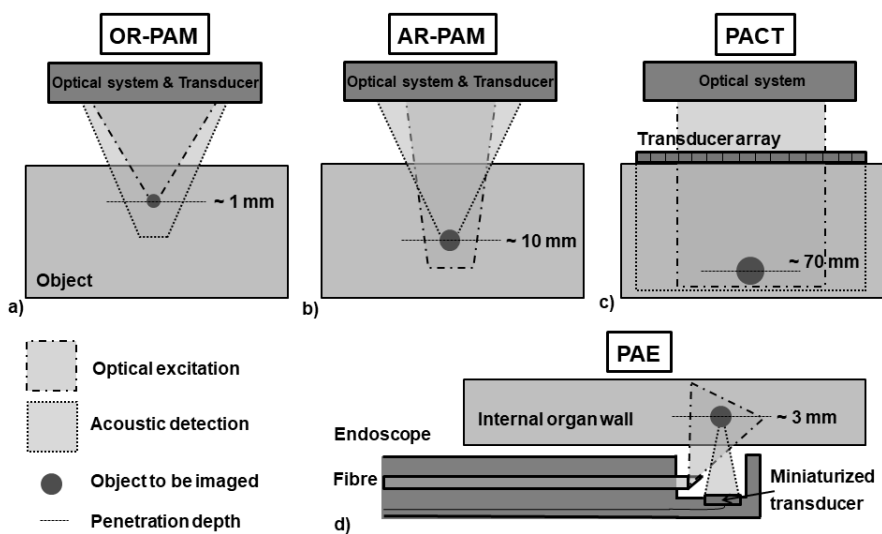 OR-PAM
Optical system & Transducer
~ 1 mm
Object
a)
AR-PAM
Optical system & Transducer
~ 10 mm
b)
PACT
Optical system
Transducer array
~ 70 mm
c)
Optical excitation
Acoustic detection
Object to be imaged
Penetration depth
PAE
Internal organ wall
~ 3 mm
Endoscope
Fibre
Miniaturized
transducer
d)